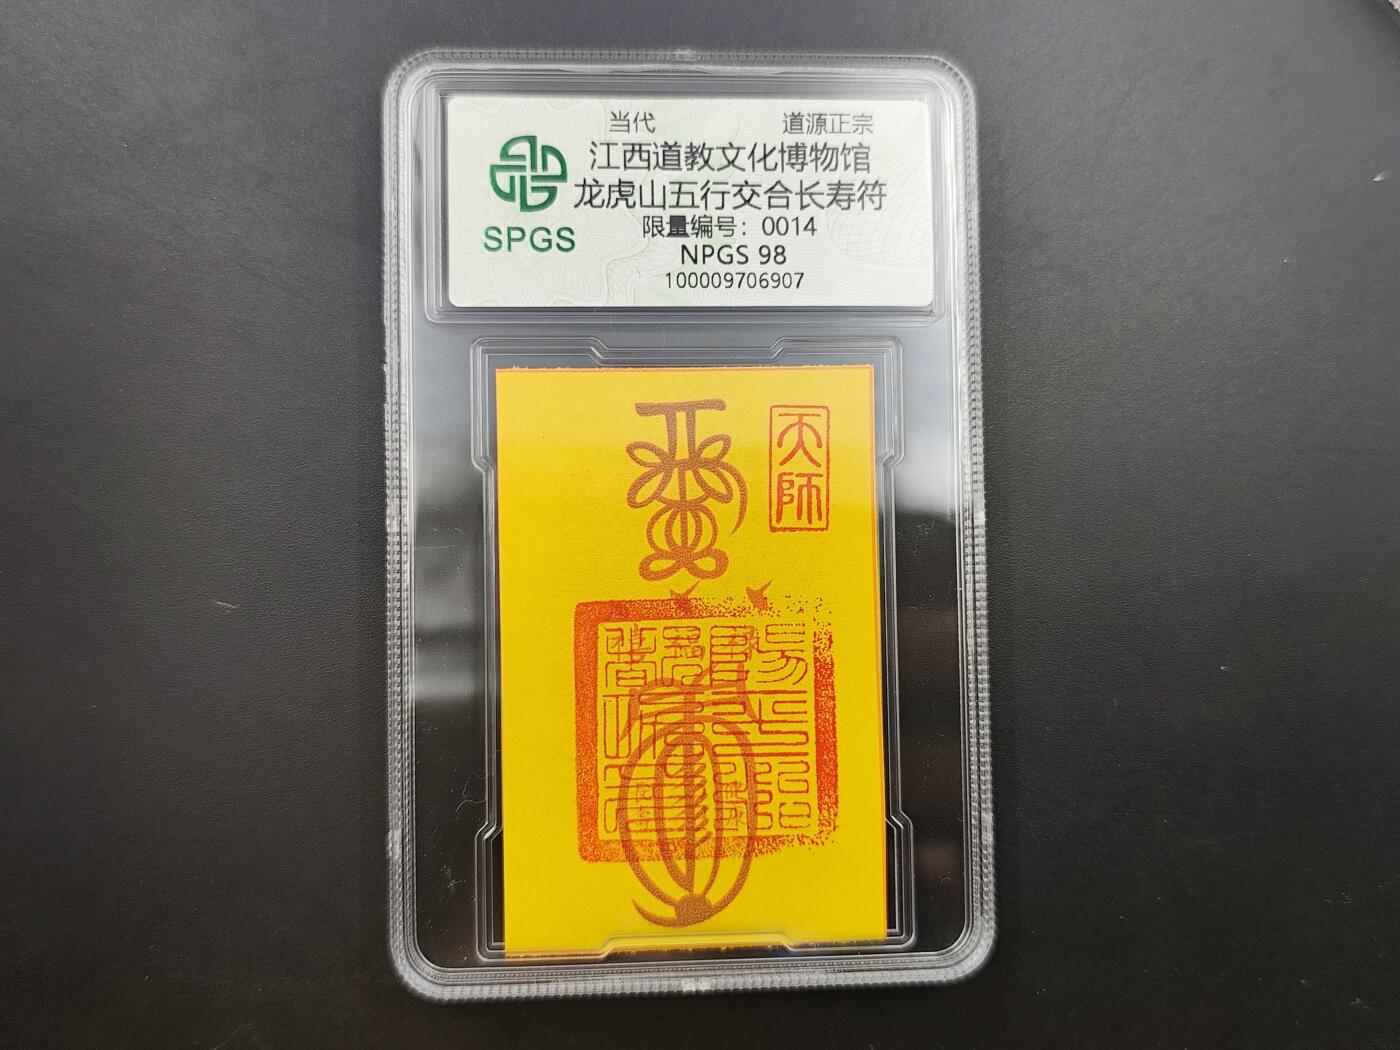 当代 道源正宗
江西道教文化博物馆
龙虎山五行交合长寿符
限量编号：0014
NPGS 98
100009706907
SPGS
天师